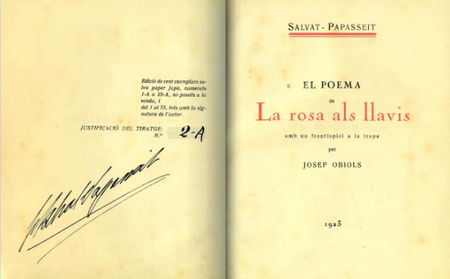 Edició de cent exemplars so-
bre paper Japó, numerats
1-A a 25-A, no posats a la
venda, i
del 1 al 75, tots amb la sig-
natura de l'autor.
JUSTIFICACIÓ DEL TIRATGE:
N.º 2-A
Salvat-Papasseit
SALVAT-PAPASSEIT
EL POEMA
de
La rosa als llavis
amb un frontispici a la trepa
per
JOSEP OBIOLS
1923